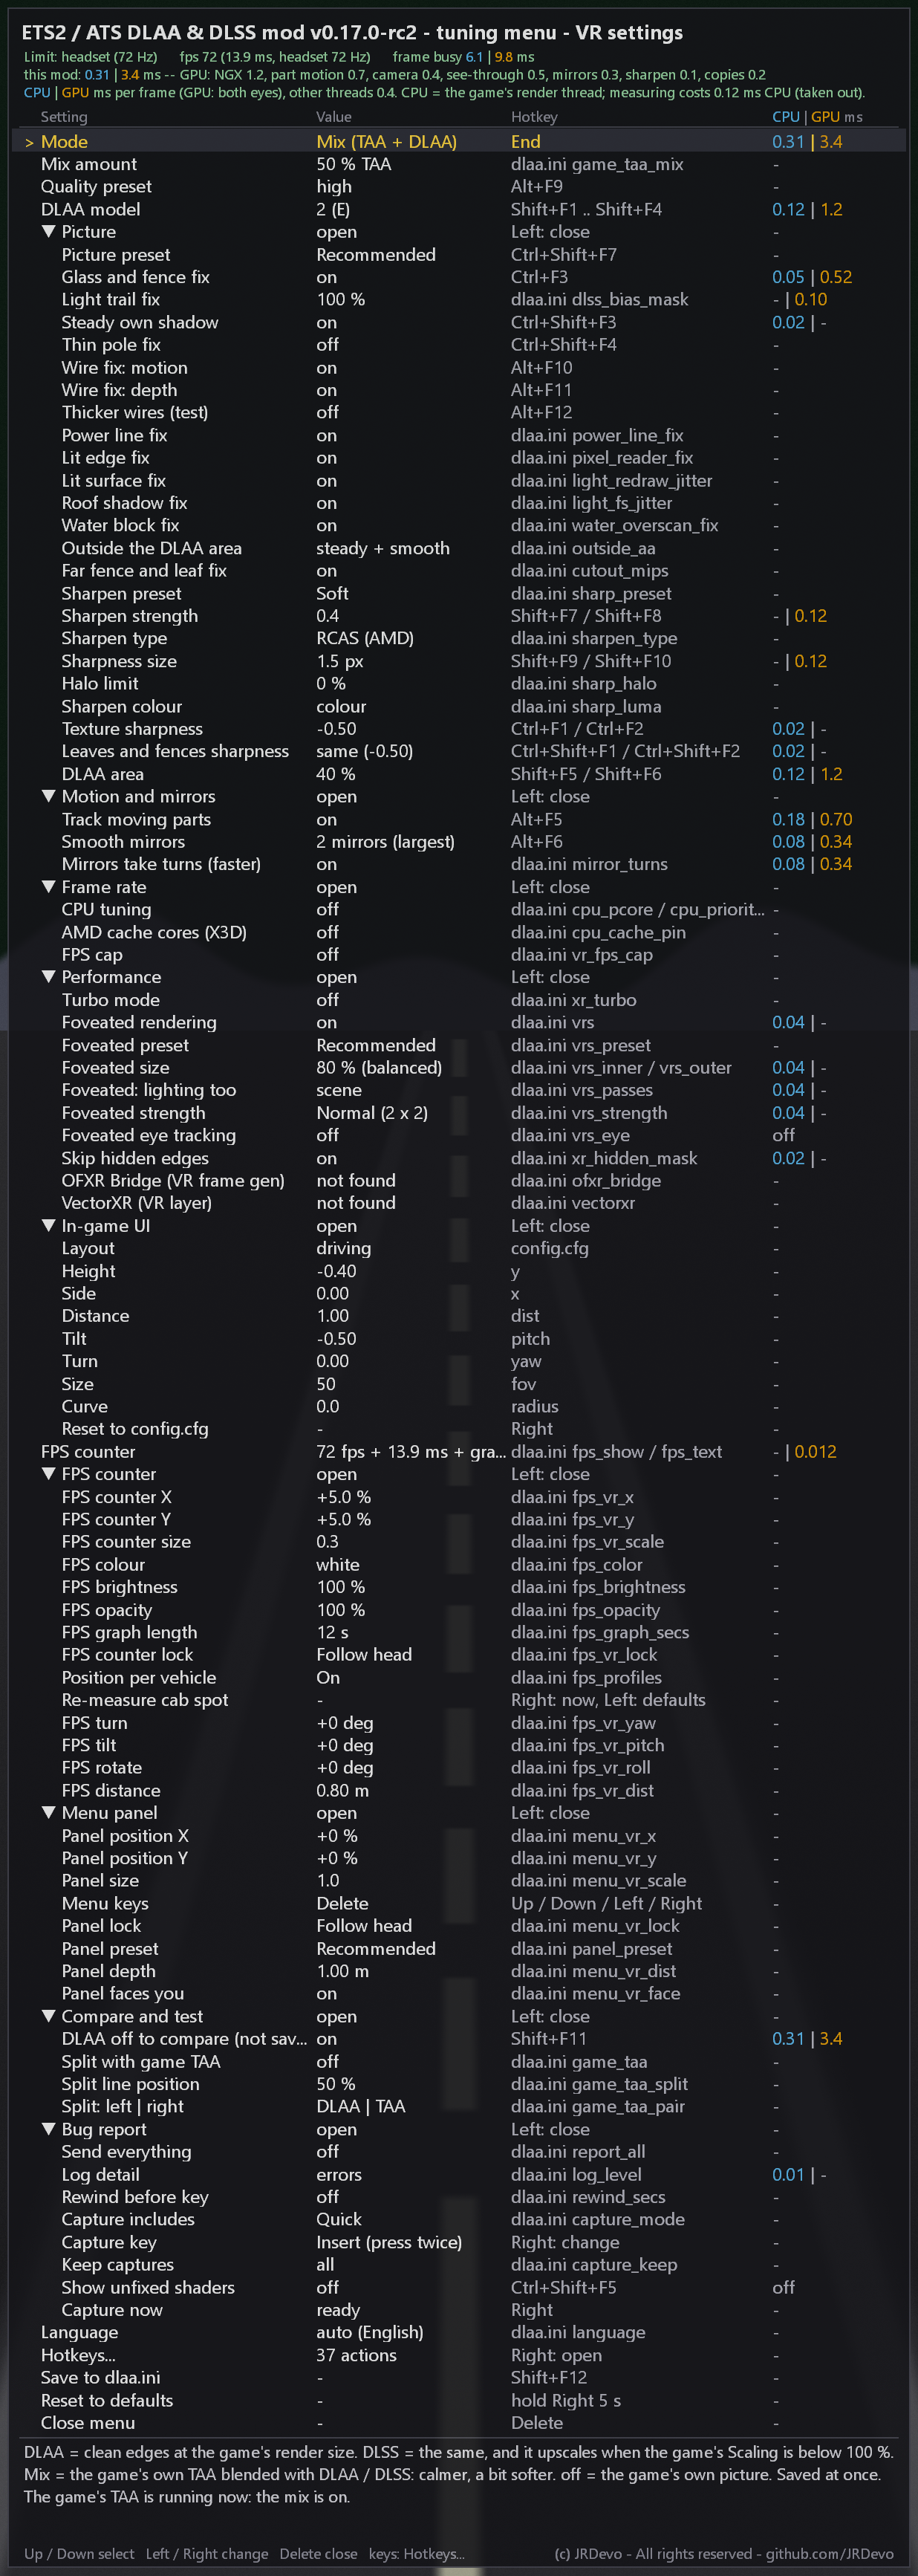 ETS2 / ATS DLAA & DLSS mod v0.17.0-rc2 - tuning menu - VR settings
Limit: headset (72 Hz) fps 72 (13.9 ms, headset 72 Hz) frame busy 6.1 | 9.8 ms
this mod: 0.31 | 3.4 ms -- GPU: NGX 1.2, part motion 0.7, camera 0.4, see-through 0.5, mirrors 0.3, sharpen 0.1, copies 0.2
CPU | GPU ms per frame (GPU: both eyes), other threads 0.4. CPU = the game's render thread; measuring costs 0.12 ms CPU (taken out).
Setting Value Hotkey CPU | GPU ms
> Mode Mix (TAA + DLAA) End 0.31 | 3.4
Mix amount 50 % TAA dlaa.ini game_taa_mix -
Quality preset high Alt+F9 -
DLAA model 2 (E) Shift+F1 .. Shift+F4 0.12 | 1.2
▼ Picture open Left: close -
Picture preset Recommended Ctrl+Shift+F7 -
Glass and fence fix on Ctrl+F3 0.05 | 0.52
Light trail fix 100 % dlaa.ini dlss_bias_mask - | 0.10
Steady own shadow on Ctrl+Shift+F3 0.02 | -
Thin pole fix off Ctrl+Shift+F4 -
Wire fix: motion on Alt+F10 -
Wire fix: depth on Alt+F11 -
Thicker wires (test) off Alt+F12 -
Power line fix on dlaa.ini power_line_fix -
Lit edge fix on dlaa.ini pixel_reader_fix -
Lit surface fix on dlaa.ini light_redraw_jitter -
Roof shadow fix on dlaa.ini light_fs_jitter -
Water block fix on dlaa.ini water_overscan_fix -
Outside the DLAA area steady + smooth dlaa.ini outside_aa -
Far fence and leaf fix on dlaa.ini cutout_mips -
Sharpen preset Soft dlaa.ini sharp_preset -
Sharpen strength 0.4 Shift+F7 / Shift+F8 - | 0.12
Sharpen type RCAS (AMD) dlaa.ini sharpen_type -
Sharpness size 1.5 px Shift+F9 / Shift+F10 - | 0.12
Halo limit 0 % dlaa.ini sharp_halo -
Sharpen colour colour dlaa.ini sharp_luma -
Texture sharpness -0.50 Ctrl+F1 / Ctrl+F2 0.02 | -
Leaves and fences sharpness same (-0.50) Ctrl+Shift+F1 / Ctrl+Shift+F2 0.02 | -
DLAA area 40 % Shift+F5 / Shift+F6 0.12 | 1.2
▼ Motion and mirrors open Left: close -
Track moving parts on Alt+F5 0.18 | 0.70
Smooth mirrors 2 mirrors (largest) Alt+F6 0.08 | 0.34
Mirrors take turns (faster) on dlaa.ini mirror_turns 0.08 | 0.34
▼ Frame rate open Left: close -
CPU tuning off dlaa.ini cpu_pcore / cpu_priorit... -
AMD cache cores (X3D) off dlaa.ini cpu_cache_pin -
FPS cap off dlaa.ini vr_fps_cap -
▼ Performance open Left: close -
Turbo mode off dlaa.ini xr_turbo -
Foveated rendering on dlaa.ini vrs 0.04 | -
Foveated preset Recommended dlaa.ini vrs_preset -
Foveated size 80 % (balanced) dlaa.ini vrs_inner / vrs_outer 0.04 | -
Foveated: lighting too scene dlaa.ini vrs_passes 0.04 | -
Foveated strength Normal (2 x 2) dlaa.ini vrs_strength 0.04 | -
Foveated eye tracking off dlaa.ini vrs_eye off
Skip hidden edges on dlaa.ini xr_hidden_mask 0.02 | -
OFXR Bridge (VR frame gen) not found dlaa.ini ofxr_bridge -
VectorXR (VR layer) not found dlaa.ini vectorxr -
▼ In-game UI open Left: close -
Layout driving config.cfg -
Height -0.40 y -
Side 0.00 x -
Distance 1.00 dist -
Tilt -0.50 pitch -
Turn 0.00 yaw -
Size 50 fov -
Curve 0.0 radius -
Reset to config.cfg - Right -
FPS counter 72 fps + 13.9 ms + gra... dlaa.ini fps_show / fps_text - | 0.012
▼ FPS counter open Left: close -
FPS counter X +5.0 % dlaa.ini fps_vr_x -
FPS counter Y +5.0 % dlaa.ini fps_vr_y -
FPS counter size 0.3 dlaa.ini fps_vr_scale -
FPS colour white dlaa.ini fps_color -
FPS brightness 100 % dlaa.ini fps_brightness -
FPS opacity 100 % dlaa.ini fps_opacity -
FPS graph length 12 s dlaa.ini fps_graph_secs -
FPS counter lock Follow head dlaa.ini fps_vr_lock -
Position per vehicle On dlaa.ini fps_profiles -
Re-measure cab spot - Right: now, Left: defaults -
FPS turn +0 deg dlaa.ini fps_vr_yaw -
FPS tilt +0 deg dlaa.ini fps_vr_pitch -
FPS rotate +0 deg dlaa.ini fps_vr_roll -
FPS distance 0.80 m dlaa.ini fps_vr_dist -
▼ Menu panel open Left: close -
Panel position X +0 % dlaa.ini menu_vr_x -
Panel position Y +0 % dlaa.ini menu_vr_y -
Panel size 1.0 dlaa.ini menu_vr_scale -
Menu keys Delete Up / Down / Left / Right -
Panel lock Follow head dlaa.ini menu_vr_lock -
Panel preset Recommended dlaa.ini panel_preset -
Panel depth 1.00 m dlaa.ini menu_vr_dist -
Panel faces you on dlaa.ini menu_vr_face -
▼ Compare and test open Left: close -
DLAA off to compare (not sav... on Shift+F11 0.31 | 3.4
Split with game TAA off dlaa.ini game_taa -
Split line position 50 % dlaa.ini game_taa_split -
Split: left | right DLAA | TAA dlaa.ini game_taa_pair -
▼ Bug report open Left: close -
Send everything off dlaa.ini report_all -
Log detail errors dlaa.ini log_level 0.01 | -
Rewind before key off dlaa.ini rewind_secs -
Capture includes Quick dlaa.ini capture_mode -
Capture key Insert (press twice) Right: change -
Keep captures all dlaa.ini capture_keep -
Show unfixed shaders off Ctrl+Shift+F5 off
Capture now ready Right -
Language auto (English) dlaa.ini language -
Hotkeys... 37 actions Right: open -
Save to dlaa.ini - Shift+F12 -
Reset to defaults - hold Right 5 s -
Close menu - Delete -
DLAA = clean edges at the game's render size. DLSS = the same, and it upscales when the game's Scaling is below 100 %.
Mix = the game's own TAA blended with DLAA / DLSS: calmer, a bit softer. off = the game's own picture. Saved at once.
The game's TAA is running now: the mix is on.
Up / Down select Left / Right change Delete close keys: Hotkeys... (c) JRDevo - All rights reserved - github.com/JRDevo